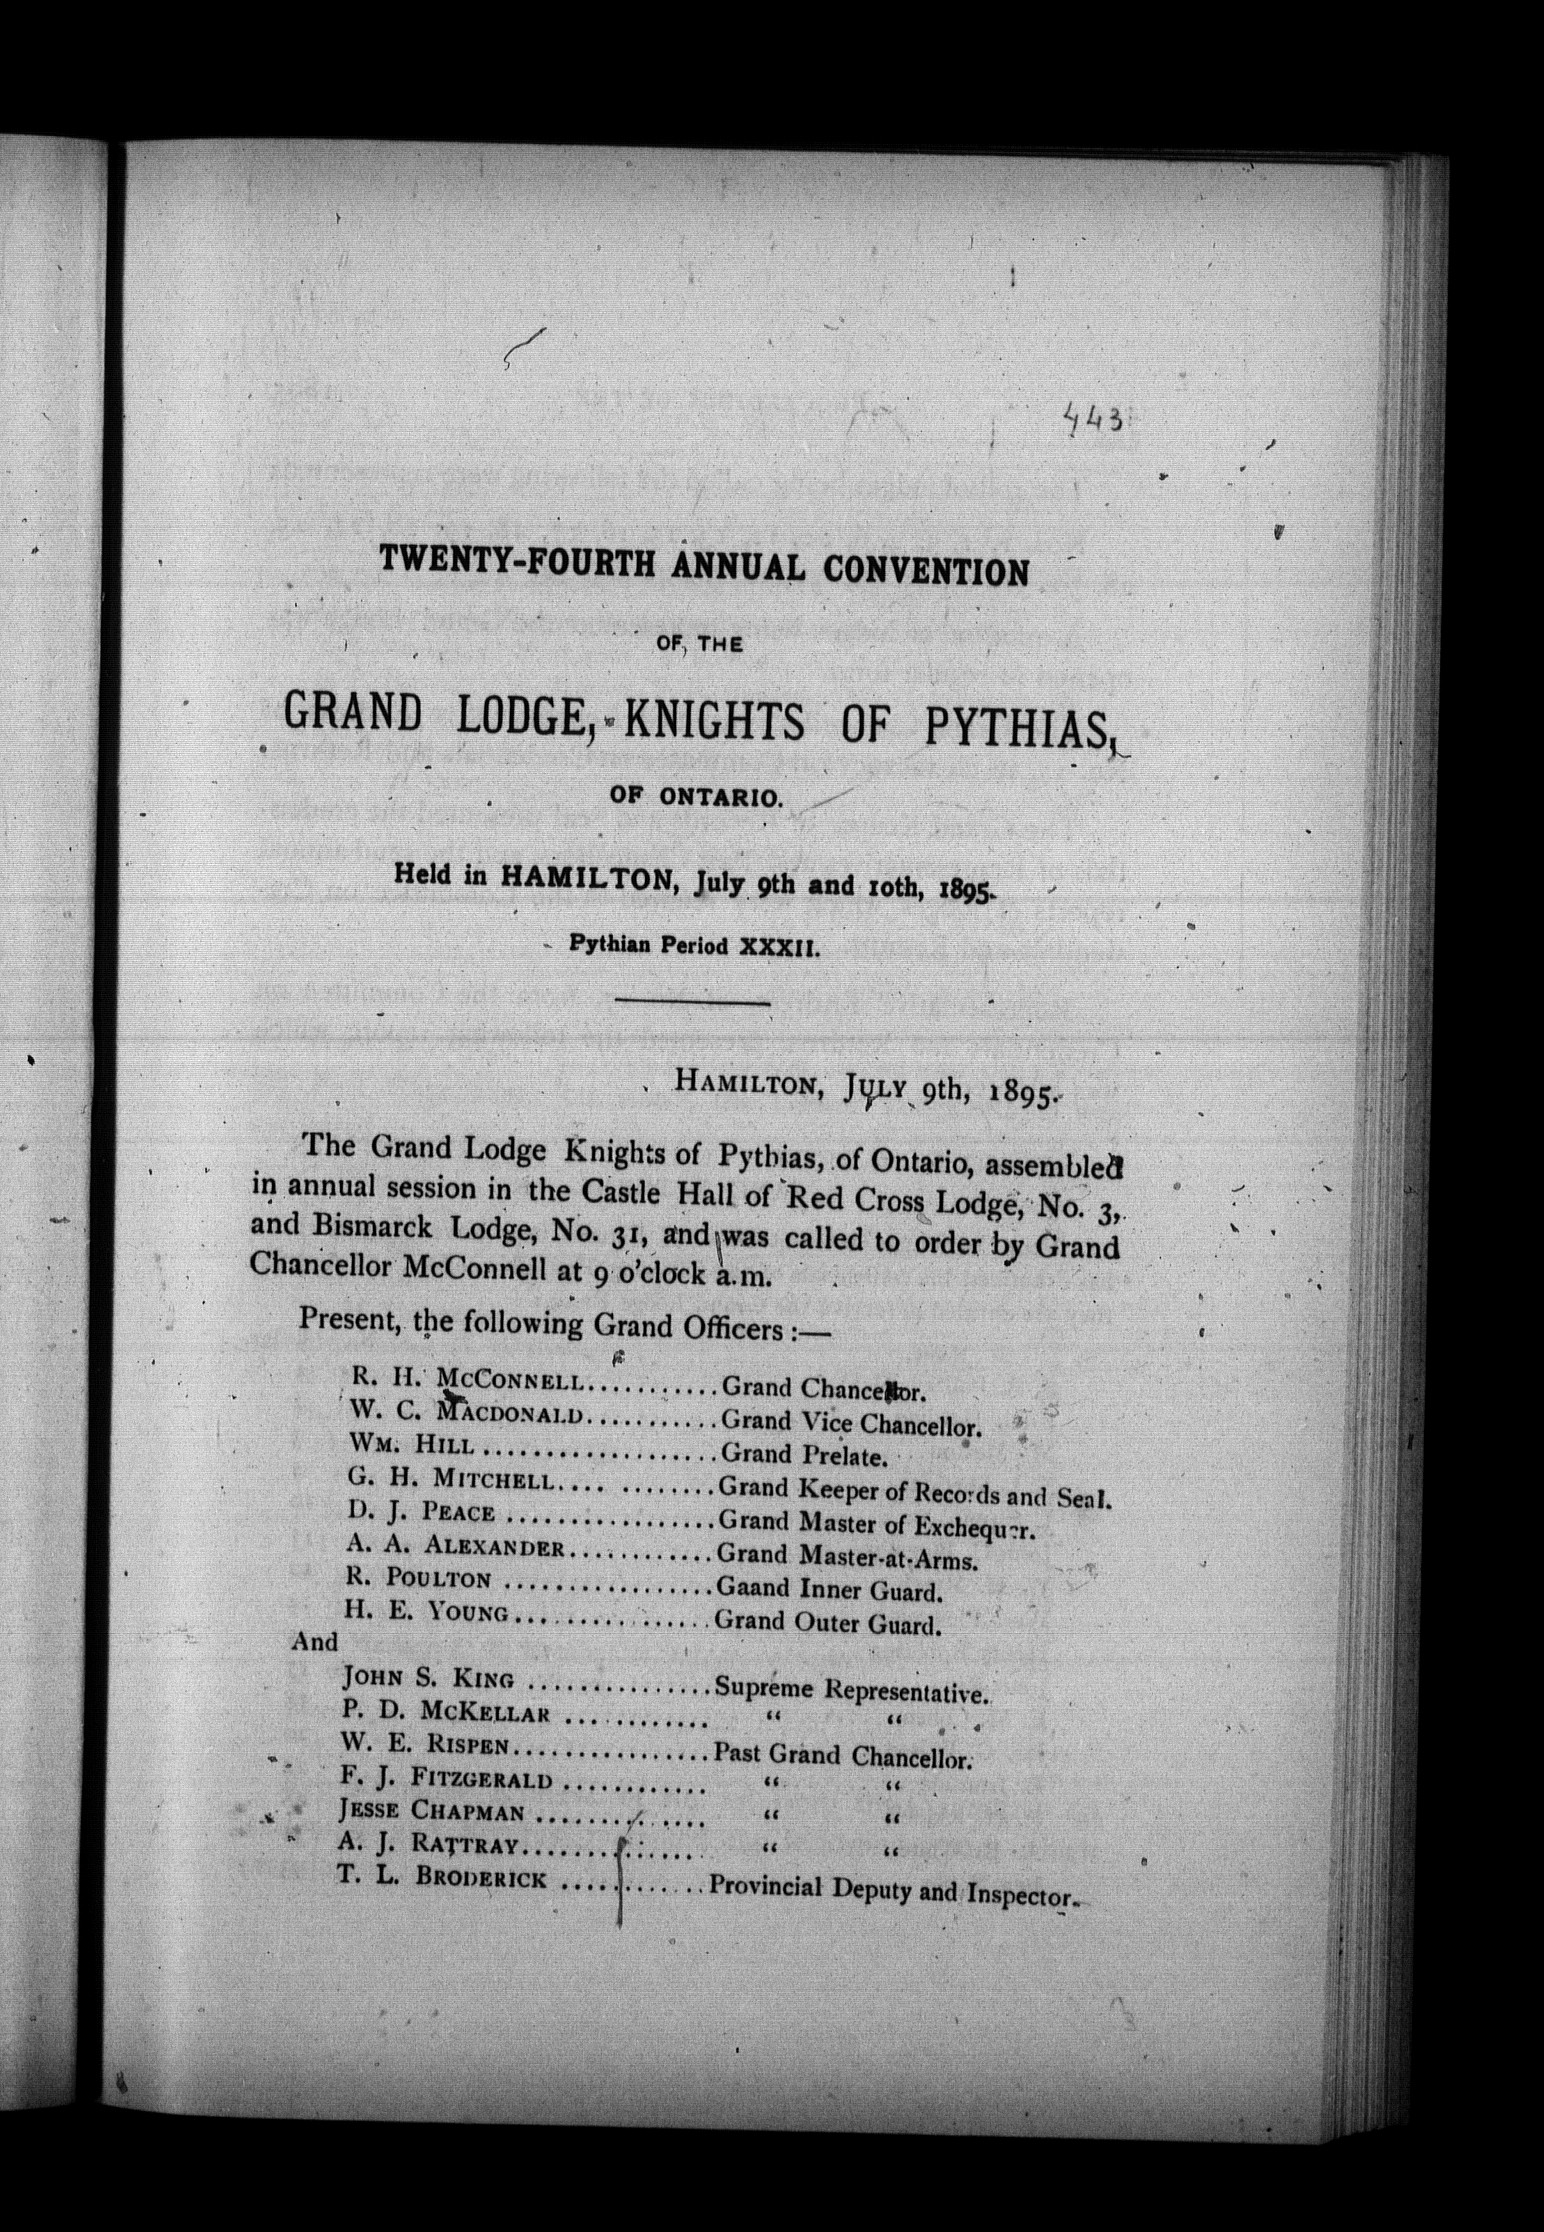 443
TWENTY-FOURTH ANNUAL CONVENTION
OF THE
GRAND LODGE, KNIGHTS OF PYTHIAS,
OF ONTARIO.
Held in HAMILTON, July 9th and 10th, 1895.
Pythian Period XXXII.
HAMILTON, JULY 9th, 1895.
The Grand Lodge Knights of Pythias, of Ontario, assembled
in annual session in the Castle Hall of Red Cross Lodge, No. 3,
and Bismarck Lodge, No. 31, and was called to order by Grand
Chancellor McConnell at 9 o'clock a.m.
Present, the following Grand Officers :—
R. H. MCCONNELL...........Grand Chancellor.
W. C. MACDONALD...........Grand Vice Chancellor.
WM. HILL ...................Grand Prelate.
G. H. MITCHELL.... ........Grand Keeper of Records and Seal.
D. J. PEACE .................Grand Master of Exchequer.
A. A. ALEXANDER............Grand Master-at-Arms.
R. POULTON .................Gaand Inner Guard.
H. E. YOUNG................Grand Outer Guard.
And
JOHN S. KING ...............Supreme Representative.
P. D. MCKELLAR ............ “ “
W. E. RISPEN................Past Grand Chancellor.
F. J. FITZGERALD ............ “ “
JESSE CHAPMAN .............. “ “
A. J. RATTRAY.............. “ “
T. L. BRODERICK ............Provincial Deputy and Inspector.